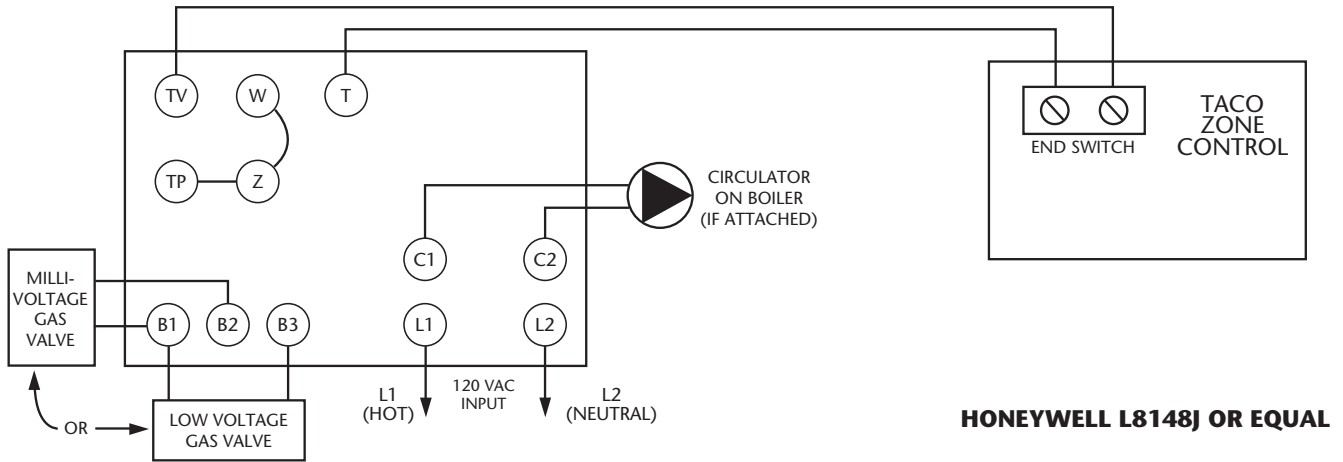 TV
W
T
TP
Z
TACO
ZONE
CONTROL
END SWITCH
CIRCULATOR
ON BOILER
(IF ATTACHED)
C1
C2
MILLI-
VOLTAGE
GAS
VALVE
B1
B2
B3
L1
L2
L1
(HOT)
120 VAC
INPUT
L2
(NEUTRAL)
OR
LOW VOLTAGE
GAS VALVE
HONEYWELL L8148J OR EQUAL